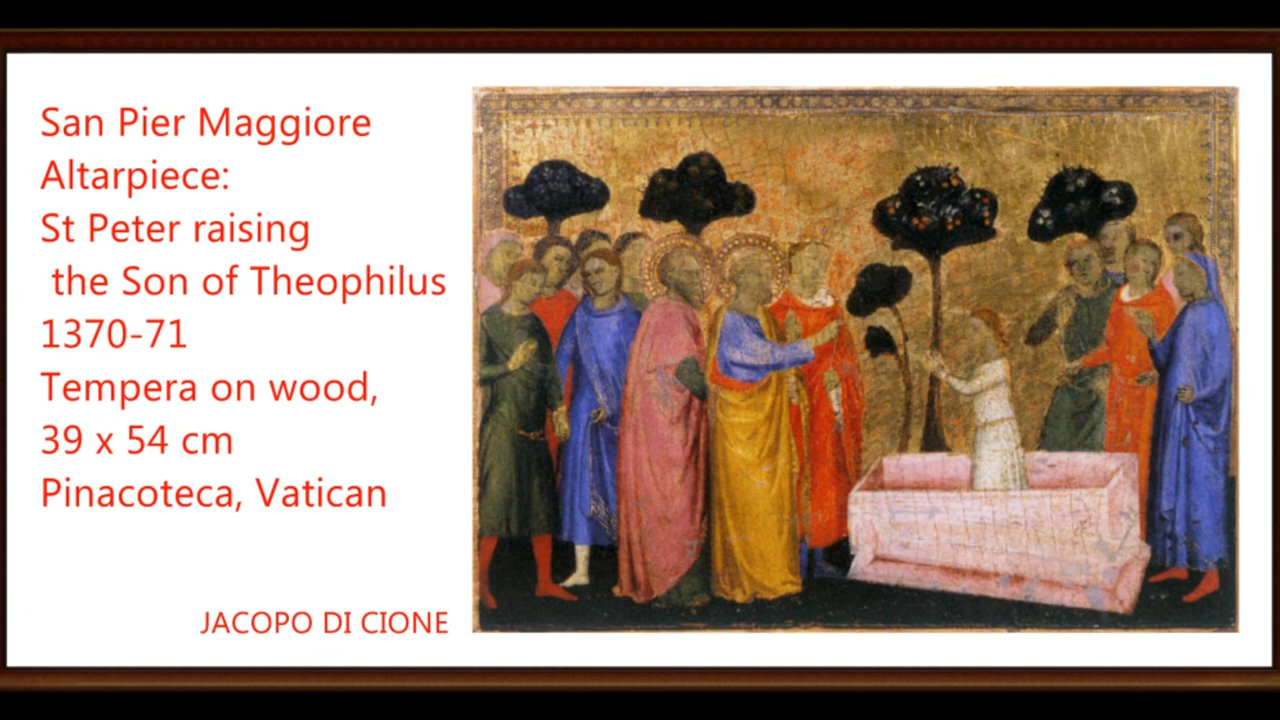 San Pier Maggiore
Altarpiece:
St Peter raising
the Son of Theophilus
1370-71
Tempera on wood,
39 x 54 cm
Pinacoteca, Vatican
JACOPO DI CIONE